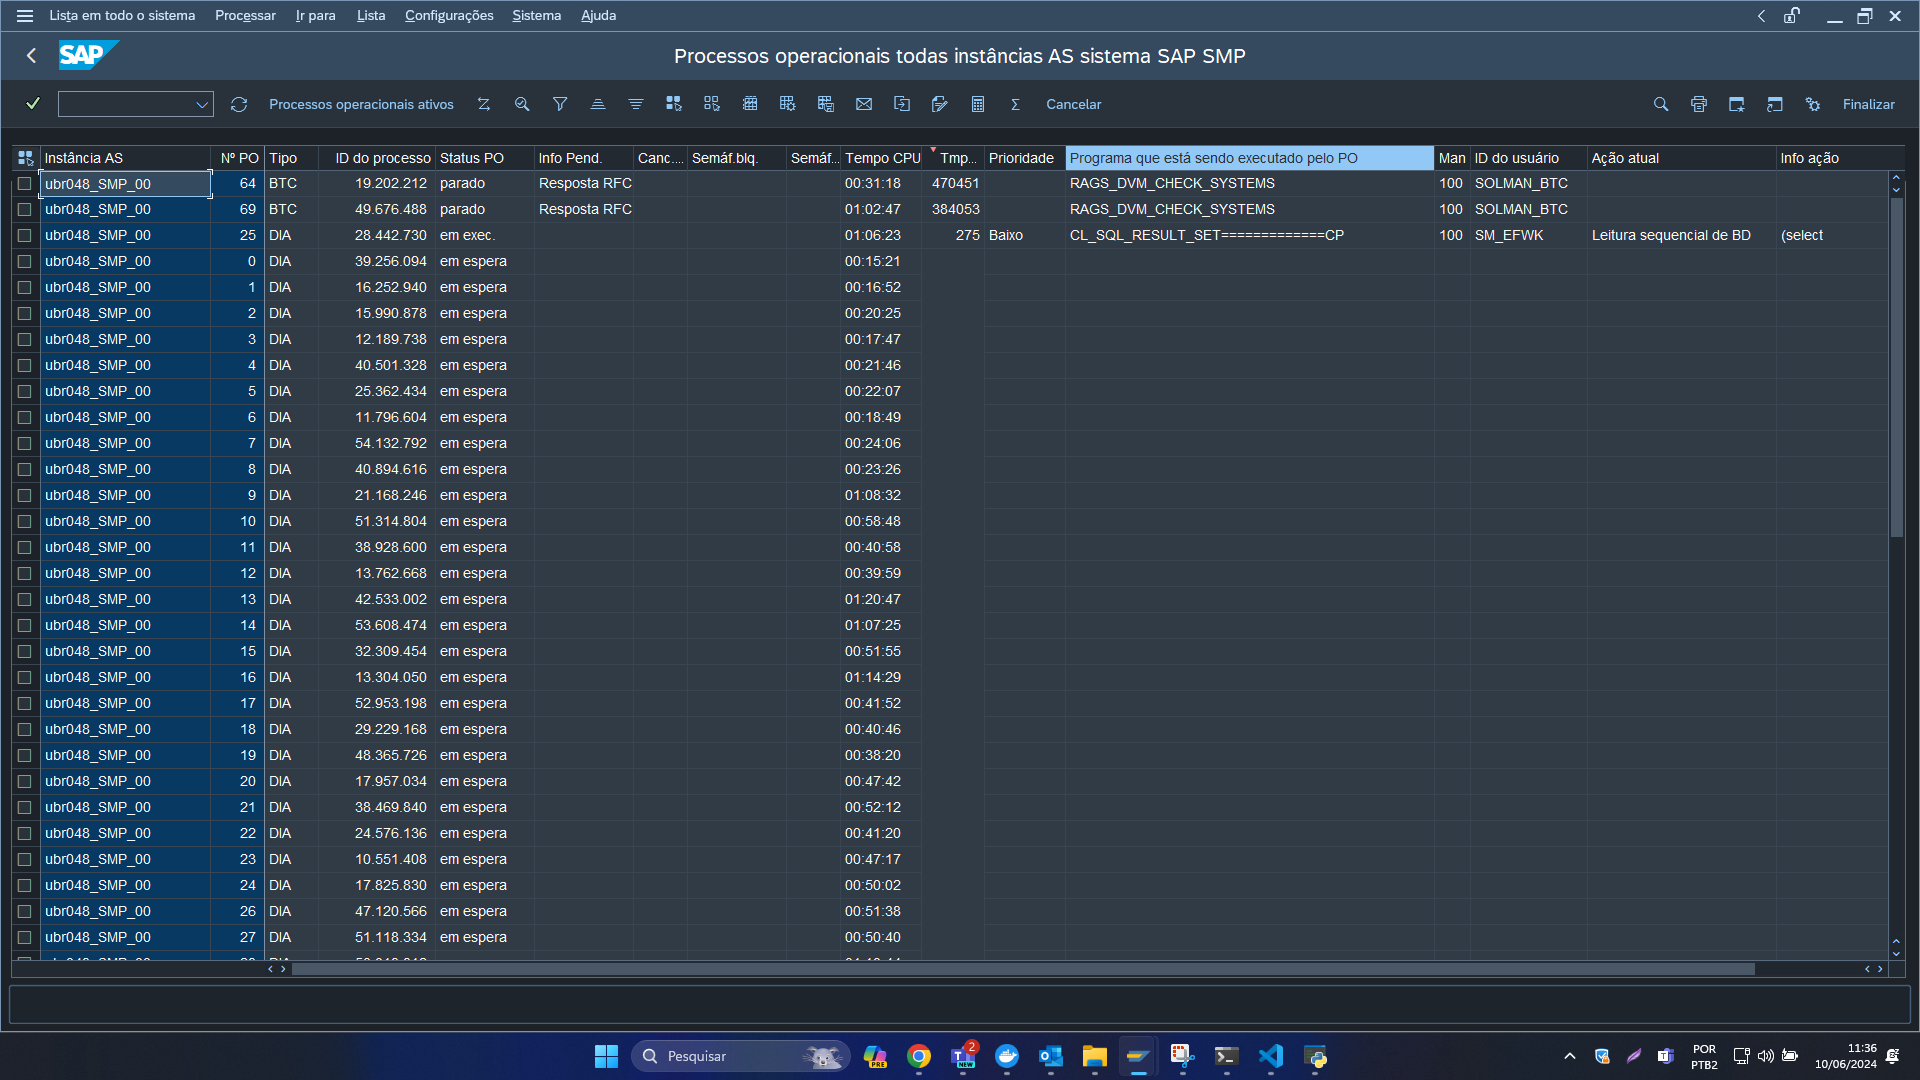 Lista em todo o sistema Processar Ir para Lista Configurações Sistema Ajuda
SAP Processos operacionais todas instâncias AS sistema SAP SMP
Processos operacionais ativos Cancelar Finalizar
Instância AS Nº PO Tipo ID do processo Status PO Info Pend. Canc.... Semáf.blq. Semáf... Tempo CPU Tmp... Prioridade Programa que está sendo executado pelo PO Man ID do usuário Ação atual Info ação
ubr048_SMP_00 64 BTC 19.202.212 parado Resposta RFC 00:31:18 470451 RAGS_DVM_CHECK_SYSTEMS 100 SOLMAN_BTC
ubr048_SMP_00 69 BTC 49.676.488 parado Resposta RFC 01:02:47 384053 RAGS_DVM_CHECK_SYSTEMS 100 SOLMAN_BTC
ubr048_SMP_00 25 DIA 28.442.730 em exec. 01:06:23 275 Baixo CL_SQL_RESULT_SET=============CP 100 SM_EFWK Leitura sequencial de BD (select
ubr048_SMP_00 0 DIA 39.256.094 em espera 00:15:21
ubr048_SMP_00 1 DIA 16.252.940 em espera 00:16:52
ubr048_SMP_00 2 DIA 15.990.878 em espera 00:20:25
ubr048_SMP_00 3 DIA 12.189.738 em espera 00:17:47
ubr048_SMP_00 4 DIA 40.501.328 em espera 00:21:46
ubr048_SMP_00 5 DIA 25.362.434 em espera 00:22:07
ubr048_SMP_00 6 DIA 11.796.604 em espera 00:18:49
ubr048_SMP_00 7 DIA 54.132.792 em espera 00:24:06
ubr048_SMP_00 8 DIA 40.894.616 em espera 00:23:26
ubr048_SMP_00 9 DIA 21.168.246 em espera 01:08:32
ubr048_SMP_00 10 DIA 51.314.804 em espera 00:58:48
ubr048_SMP_00 11 DIA 38.928.600 em espera 00:40:58
ubr048_SMP_00 12 DIA 13.762.668 em espera 00:39:59
ubr048_SMP_00 13 DIA 42.533.002 em espera 01:20:47
ubr048_SMP_00 14 DIA 53.608.474 em espera 01:07:25
ubr048_SMP_00 15 DIA 32.309.454 em espera 00:51:55
ubr048_SMP_00 16 DIA 13.304.050 em espera 01:14:29
ubr048_SMP_00 17 DIA 52.953.198 em espera 00:41:52
ubr048_SMP_00 18 DIA 29.229.168 em espera 00:40:46
ubr048_SMP_00 19 DIA 48.365.726 em espera 00:38:20
ubr048_SMP_00 20 DIA 17.957.034 em espera 00:47:42
ubr048_SMP_00 21 DIA 38.469.840 em espera 00:52:12
ubr048_SMP_00 22 DIA 24.576.136 em espera 00:41:20
ubr048_SMP_00 23 DIA 10.551.408 em espera 00:47:17
ubr048_SMP_00 24 DIA 17.825.830 em espera 00:50:02
ubr048_SMP_00 26 DIA 47.120.566 em espera 00:51:38
ubr048_SMP_00 27 DIA 51.118.334 em espera 00:50:40
Pesquisar PRE 2 NEW POR 11:36
PTB2 10/06/2024